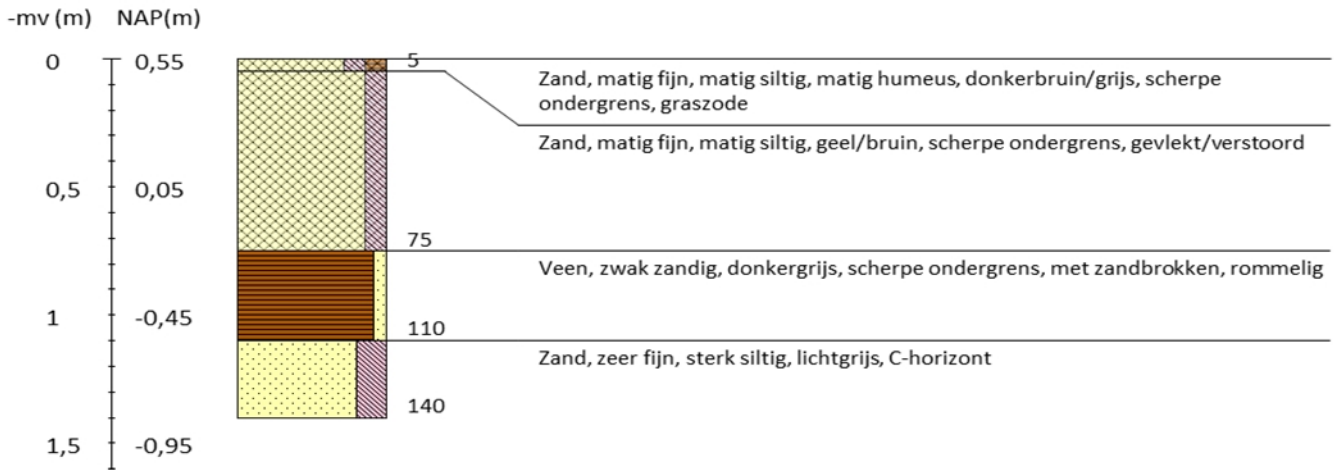 -mv (m) NAP(m)
0 0,55 5
Zand, matig fijn, matig siltig, matig humeus, donkerbruin/grijs, scherpe
ondergrens, graszode
Zand, matig fijn, matig siltig, geel/bruin, scherpe ondergrens, gevlekt/verstoord
0,5 0,05
75
Veen, zwak zandig, donkergrijs, scherpe ondergrens, met zandbrokken, rommelig
1 -0,45
110
Zand, zeer fijn, sterk siltig, lichtgrijs, C-horizont
140
1,5 -0,95